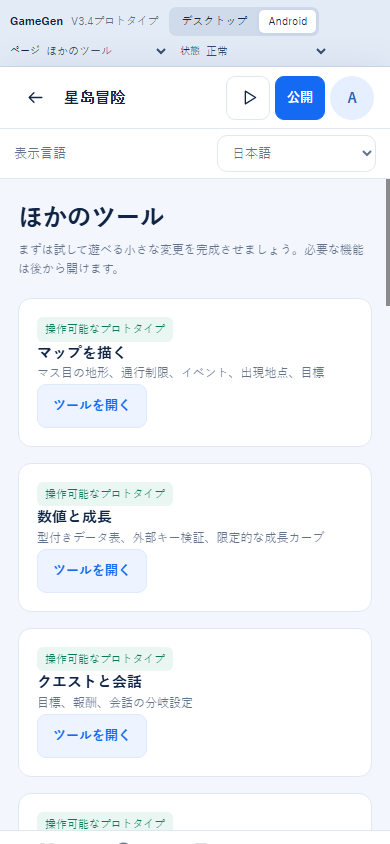 GameGen V3.4プロトタイプ デスクトップ Android
ページ ほかのツール 状態 正常
星岛冒险 公開 A
表示言語 日本語
ほかのツール
まずは試して遊べる小さな変更を完成させましょう。必要な機能
は後から開けます。
操作可能なプロトタイプ
マップを描く
マス目の地形、通行制限、イベント、出現地点、目標
ツールを開く
操作可能なプロトタイプ
数値と成長
型付きデータ表、外部キー検証、限定的な成長カーブ
ツールを開く
操作可能なプロトタイプ
クエストと会話
目標、報酬、会話の分岐設定
ツールを開く
操作可能なプロトタイプ